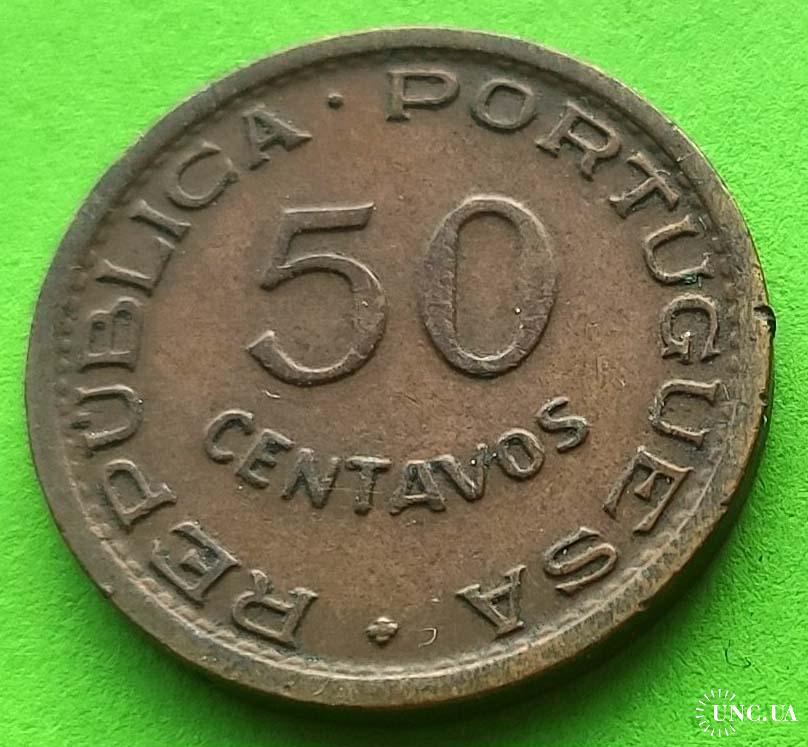 REPUBLICA · PORTUGUESA
50
CENTAVOS
UNC.UA